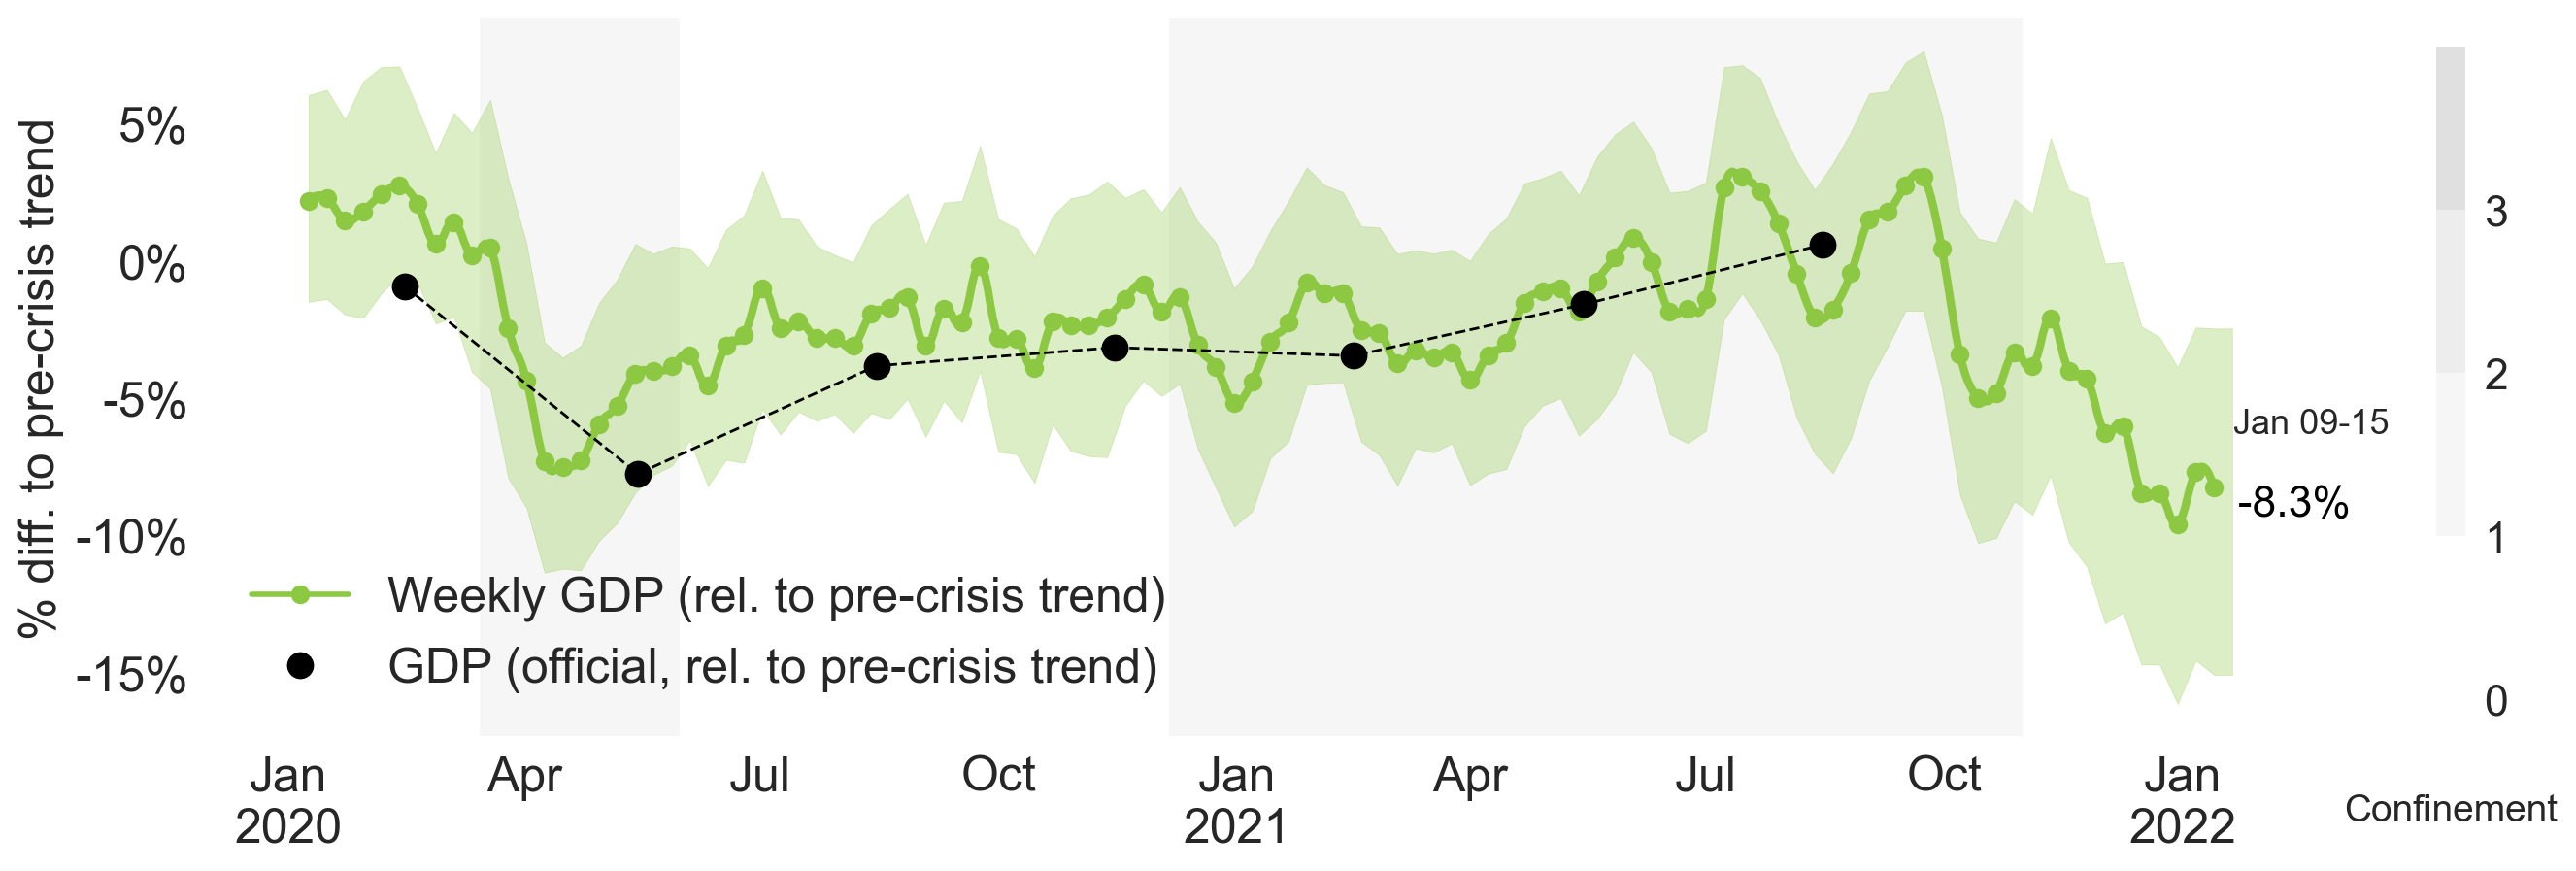 % diff. to pre-crisis trend
5%
0%
-5%
-10%
-15%
Weekly GDP (rel. to pre-crisis trend)
GDP (official, rel. to pre-crisis trend)
Jan 09-15
-8.3%
Jan Apr Jul Oct Jan Apr Jul Oct Jan
2020 2021 2022
3
2
1
0
Confinement